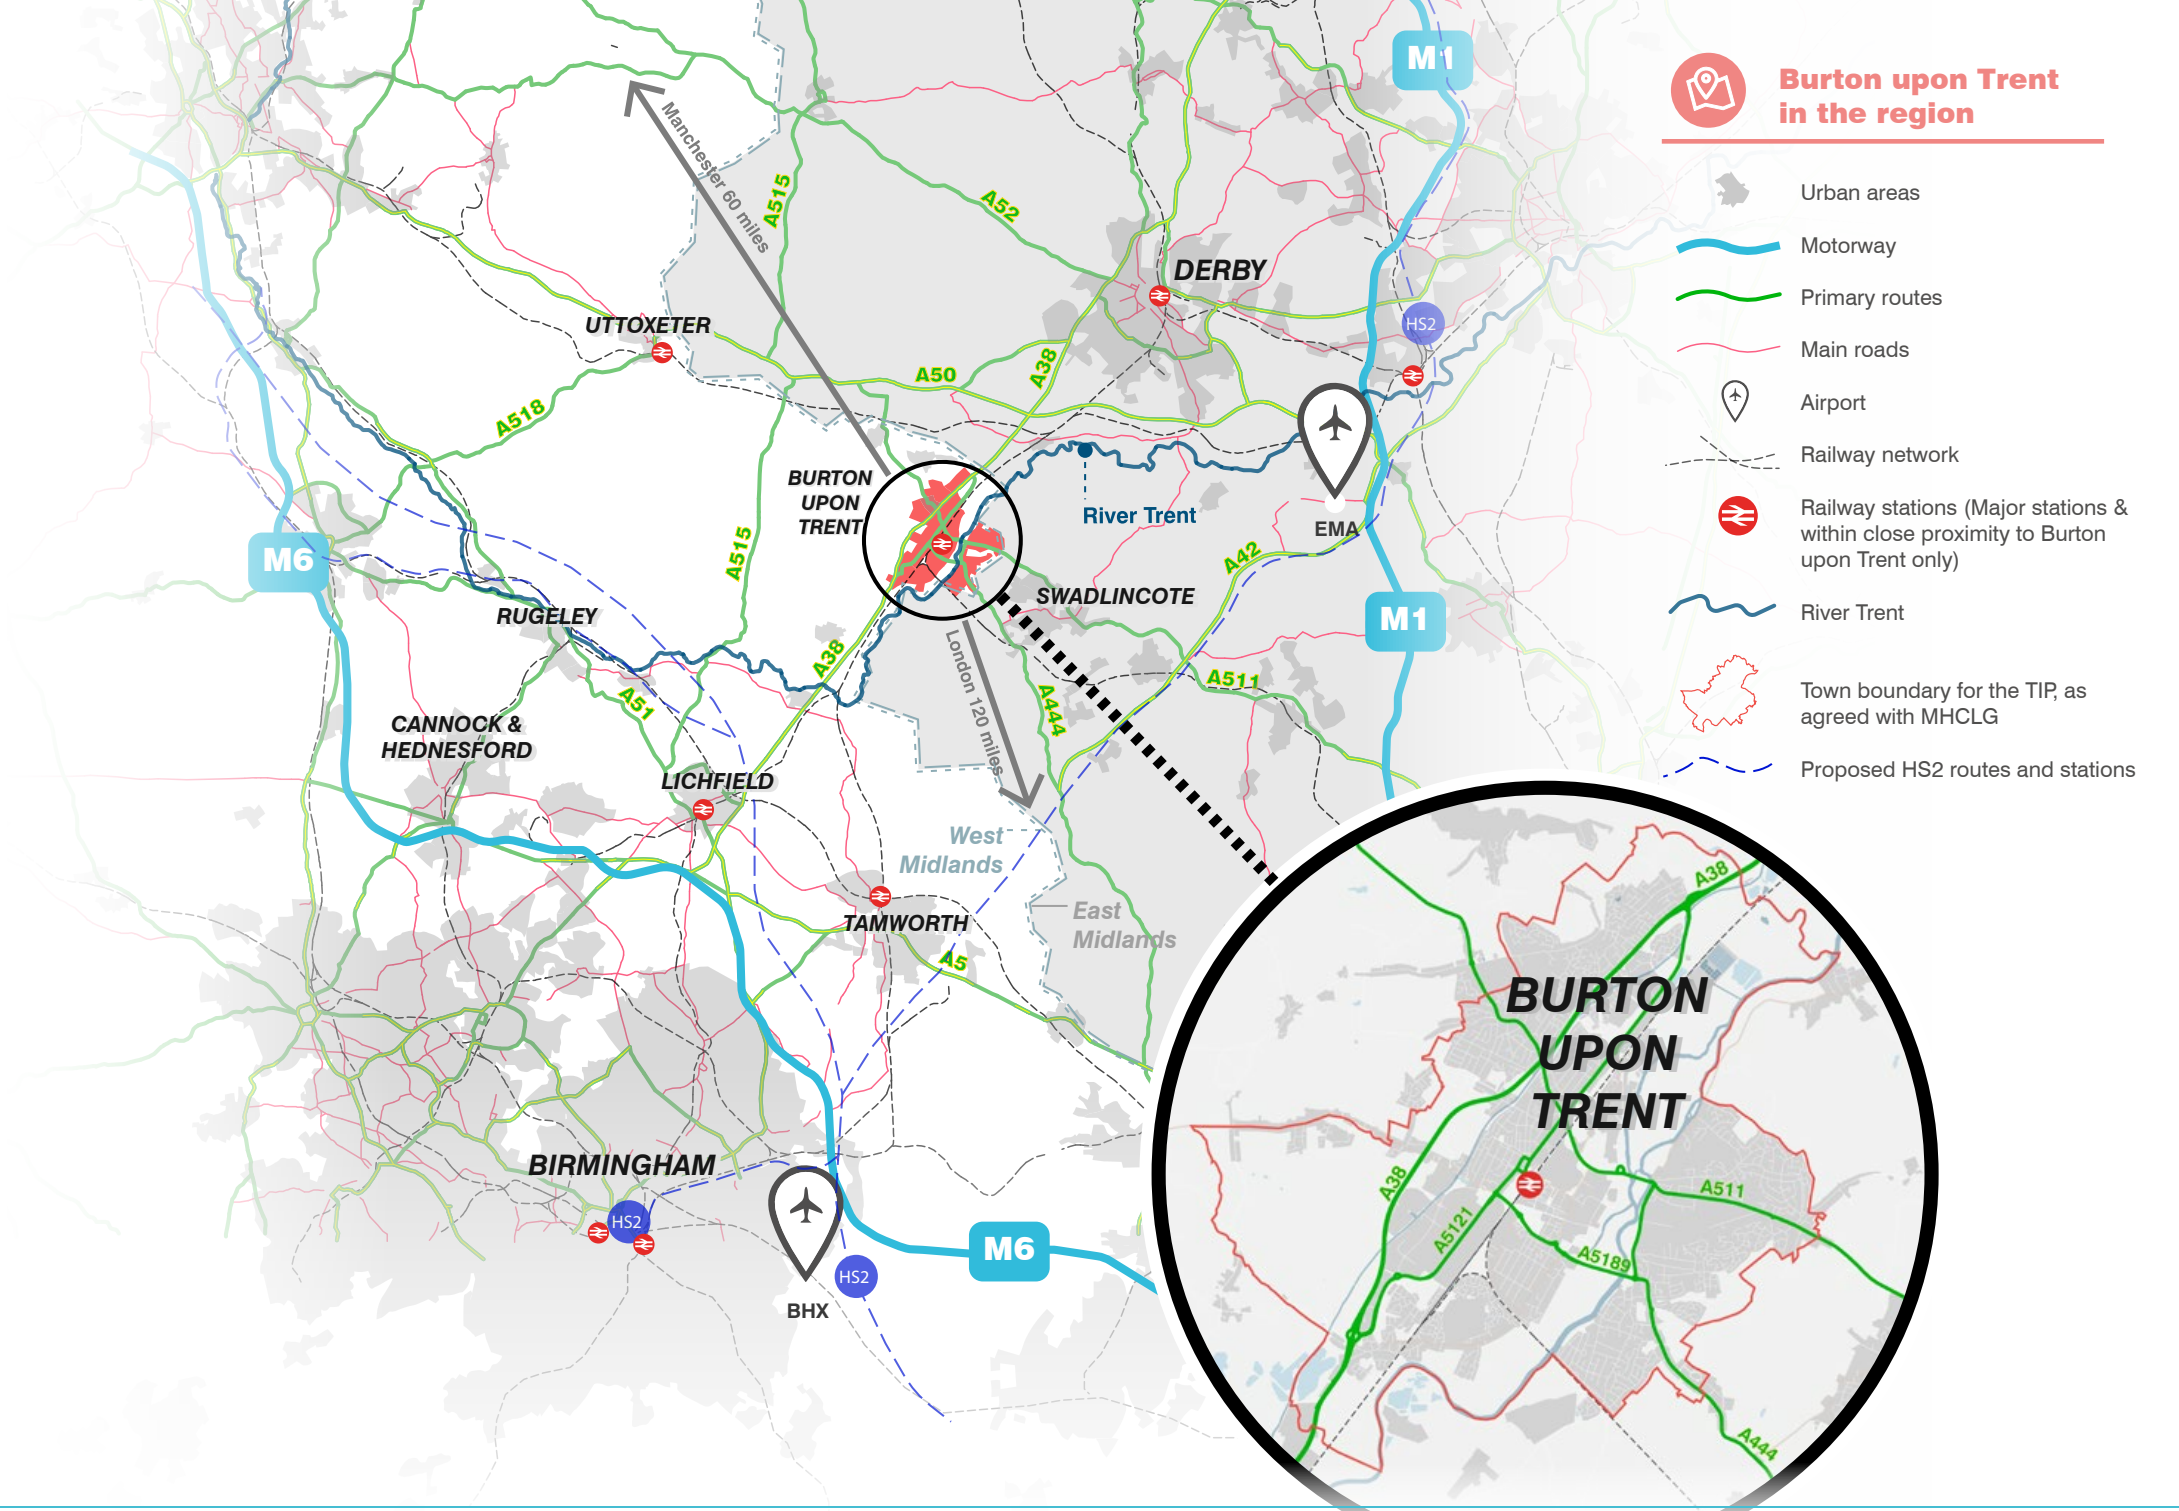 M1
Burton upon Trent
in the region
Urban areas
Motorway
Primary routes
Main roads
Airport
Railway network
Railway stations (Major stations &
within close proximity to Burton
upon Trent only)
River Trent
Town boundary for the TIP, as
agreed with MHCLG
Proposed HS2 routes and stations
Manchester 60 miles
A515
A52
DERBY
HS2
UTTOXETER
A50
A38
A518
BURTON
UPON
TRENT
River Trent
EMA
A42
M6
A515
RUGELEY
SWADLINCOTE
M1
A38
London 120 miles
A511
A444
A51
CANNOCK &
HEDNESFORD
LICHFIELD
West
Midlands
East
Midlands
TAMWORTH
A5
BIRMINGHAM
HS2
M6
HS2
BHX
A38
BURTON
UPON
TRENT
A38
A511
A5121
A5189
A444